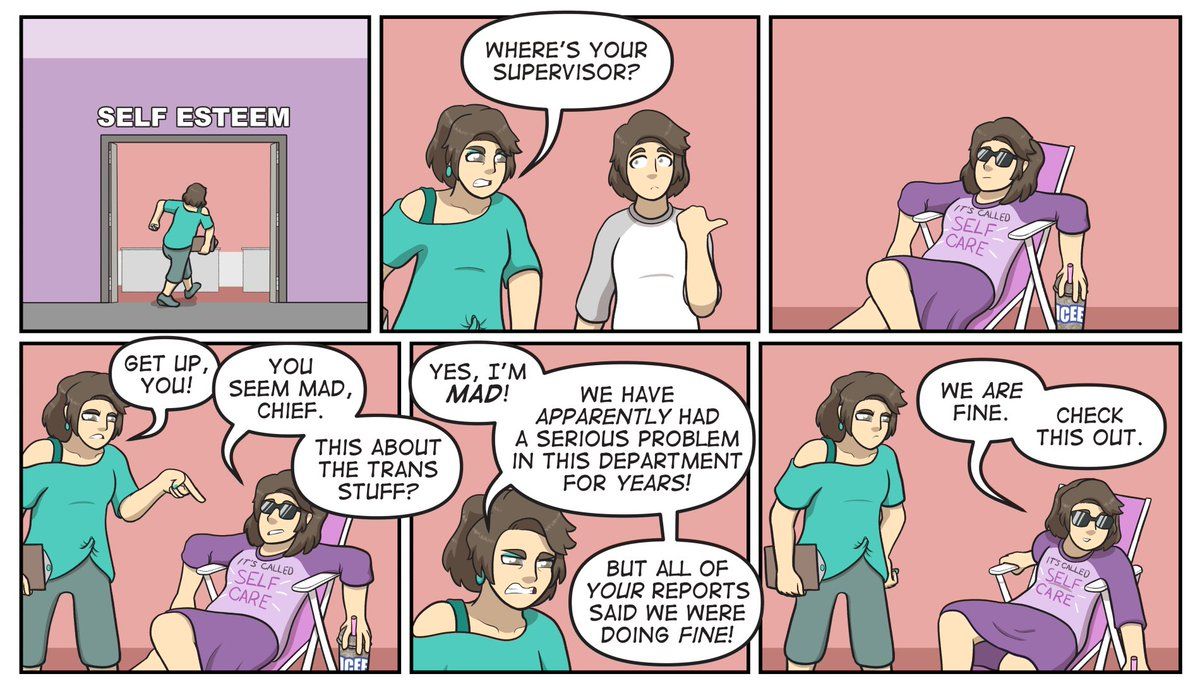 SELF ESTEEM
WHERE'S YOUR
SUPERVISOR?
IT'S CALLED
SELF
CARE
ICEE
GET UP,
YOU!
YOU
SEEM MAD,
CHIEF.
THIS ABOUT
THE TRANS
STUFF?
IT'S CALLED
SELF
CARE
ICEE
YES, I'M
MAD!
WE HAVE
APPARENTLY HAD
A SERIOUS PROBLEM
IN THIS DEPARTMENT
FOR YEARS!
BUT ALL OF
YOUR REPORTS
SAID WE WERE
DOING FINE!
WE ARE
FINE.
CHECK
THIS OUT.
IT'S CALLED
SELF
CARE